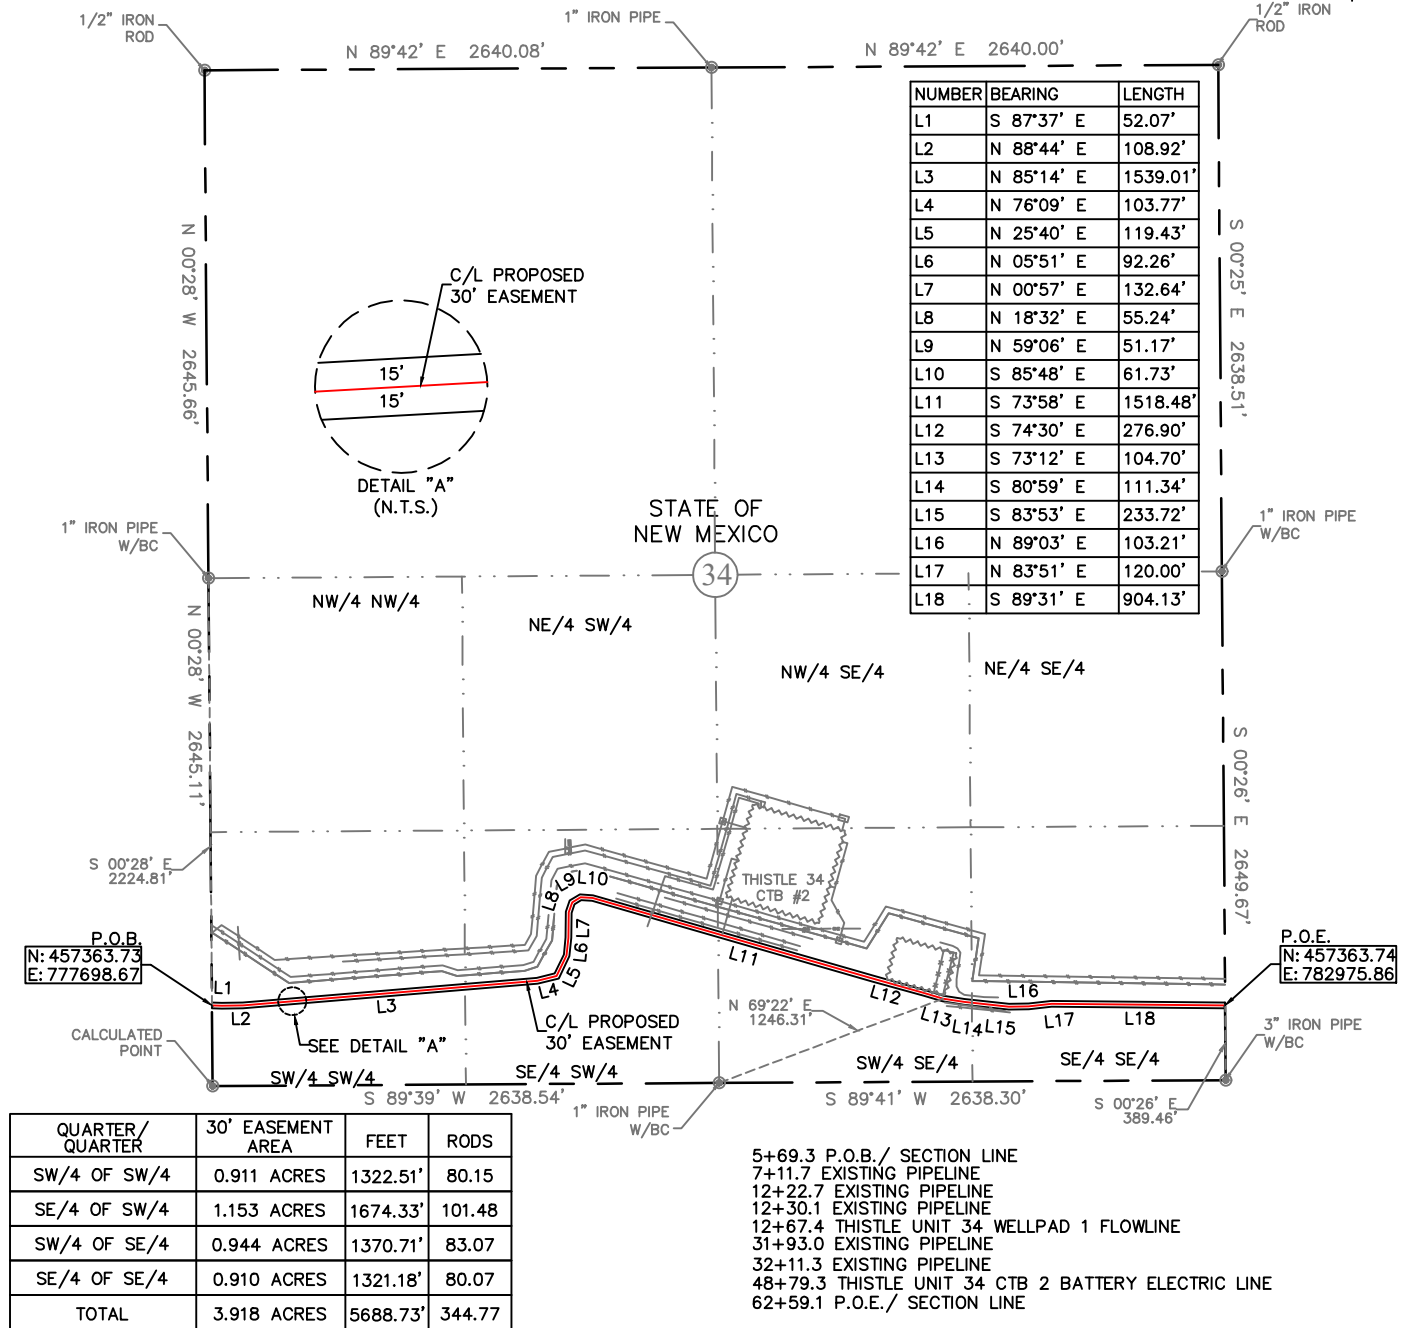 1/2" IRON
ROD
1" IRON PIPE
1/2" IRON
ROD
N 89°42' E 2640.08'
N 89°42' E 2640.00'
NUMBER BEARING LENGTH
L1 S 87°37' E 52.07'
L2 N 88°44' E 108.92'
L3 N 85°14' E 1539.01'
L4 N 76°09' E 103.77'
L5 N 25°40' E 119.43'
L6 N 05°51' E 92.26'
L7 N 00°57' E 132.64'
L8 N 18°32' E 55.24'
L9 N 59°06' E 51.17'
L10 S 85°48' E 61.73'
L11 S 73°58' E 1518.48'
L12 S 74°30' E 276.90'
L13 S 73°12' E 104.70'
L14 S 80°59' E 111.34'
L15 S 83°53' E 233.72'
L16 N 89°03' E 103.21'
L17 N 83°51' E 120.00'
L18 S 89°31' E 904.13'
N 00°28' W 2645.66'
S 00°25' E 2638.51'
C/L PROPOSED
30' EASEMENT
15'
15'
DETAIL "A"
(N.T.S.)
STATE OF
NEW MEXICO
1" IRON PIPE
W/BC
1" IRON PIPE
W/BC
34
NW/4 NW/4
NE/4 SW/4
NW/4 SE/4
NE/4 SE/4
N 00°28' W 2645.11'
S 00°26' E 2649.67'
S 00°28' E
2224.81'
THISTLE 34
CTB #2
L8
L9
L10
L7
L6
L5
L11
P.O.B.
N: 457363.73
E: 777698.67
P.O.E.
N: 457363.74
E: 782975.86
L1
L2
L3
L4
L12
L13
L14
L15
L16
L17
L18
N 69°22' E
1246.31'
C/L PROPOSED
30' EASEMENT
SEE DETAIL "A"
CALCULATED
POINT
3" IRON PIPE
W/BC
SW/4 SW/4
SE/4 SW/4
SW/4 SE/4
SE/4 SE/4
S 89°39' W 2638.54'
S 89°41' W 2638.30'
1" IRON PIPE
W/BC
S 00°26' E
389.46'
QUARTER/
QUARTER
30' EASEMENT
AREA
FEET
RODS
SW/4 OF SW/4 0.911 ACRES 1322.51' 80.15
SE/4 OF SW/4 1.153 ACRES 1674.33' 101.48
SW/4 OF SE/4 0.944 ACRES 1370.71' 83.07
SE/4 OF SE/4 0.910 ACRES 1321.18' 80.07
TOTAL 3.918 ACRES 5688.73' 344.77
5+69.3 P.O.B./ SECTION LINE
7+11.7 EXISTING PIPELINE
12+22.7 EXISTING PIPELINE
12+30.1 EXISTING PIPELINE
12+67.4 THISTLE UNIT 34 WELLPAD 1 FLOWLINE
31+93.0 EXISTING PIPELINE
32+11.3 EXISTING PIPELINE
48+79.3 THISTLE UNIT 34 CTB 2 BATTERY ELECTRIC LINE
62+59.1 P.O.E./ SECTION LINE